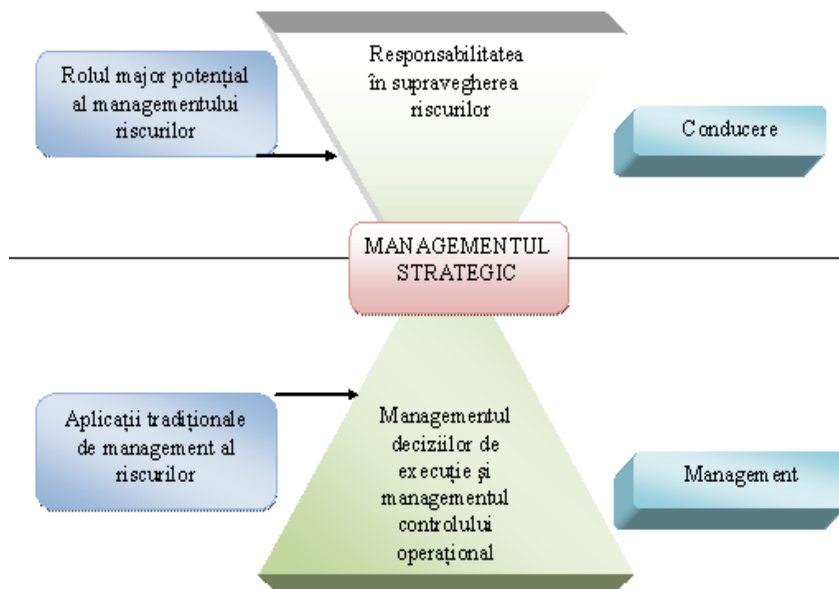 Rolul major potențial
al managementului
riscurilor
Responsabilitatea
în supravegherea
riscurilor
Conducere
MANAGEMENTUL
STRATEGIC
Aplicații tradiționale
de management al
riscurilor
Managementul
deciziilor de
execuție și
managementul
controlului
operațional
Management